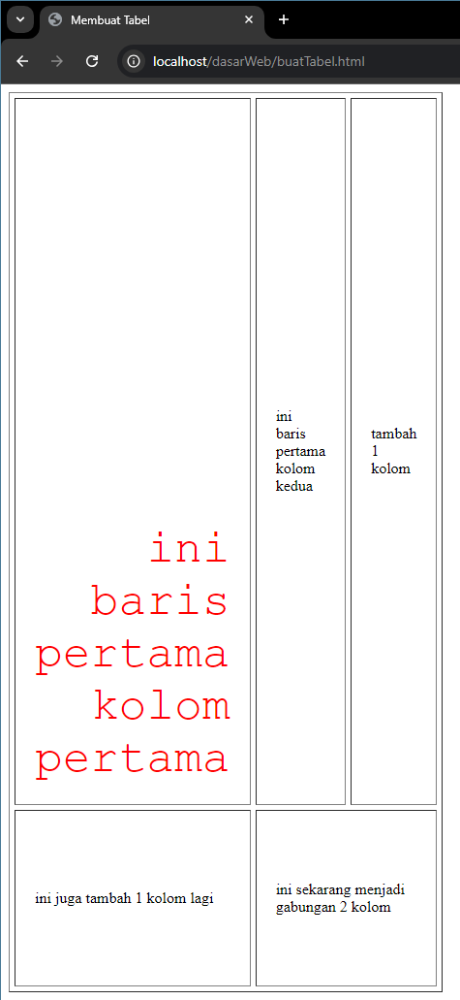 Membuat Tabel
localhost/dasarWeb/buatTabel.html
ini
baris
pertama
kolom
pertama
ini
baris
pertama
kolom
kedua
tambah
1
kolom
ini juga tambah 1 kolom lagi
ini sekarang menjadi
gabungan 2 kolom